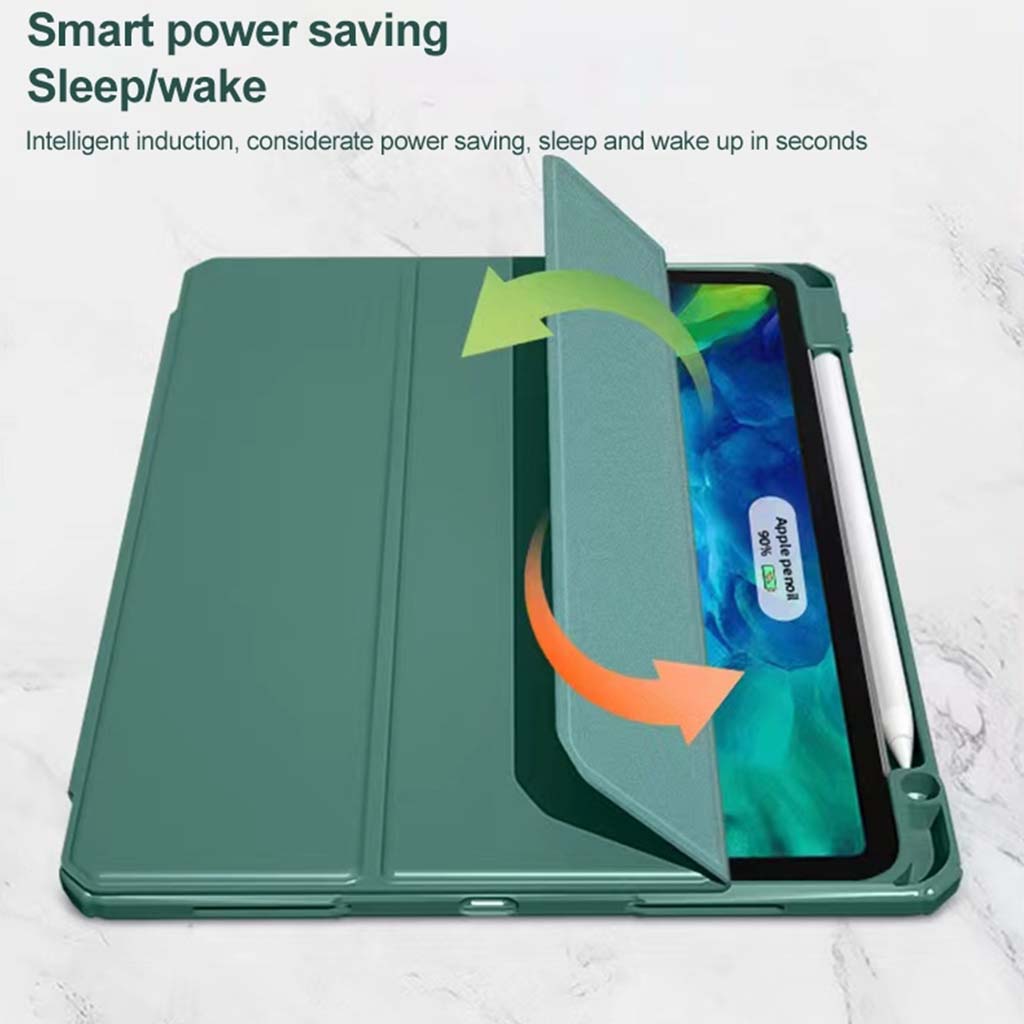 Smart power saving
Sleep/wake
Intelligent induction, considerate power saving, sleep and wake up in seconds
Apple pencil
90%